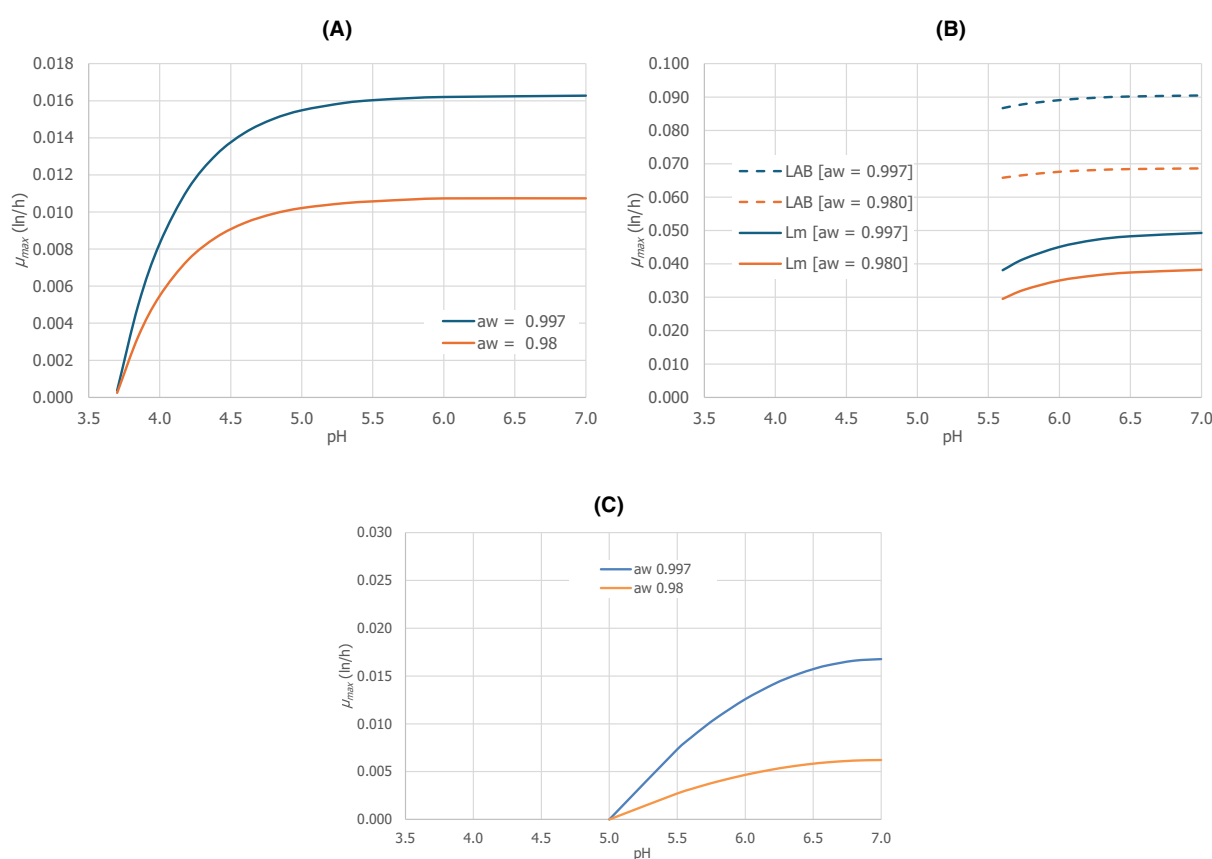 (A)
0.018
0.016
0.014
0.012
0.010
0.008
0.006
0.004
0.002
0.000
μmax (ln/h)
aw = 0.997
aw = 0.98
3.5 4.0 4.5 5.0 5.5 6.0 6.5 7.0
pH
(B)
0.100
0.090
0.080
0.070
0.060
0.050
0.040
0.030
0.020
0.010
0.000
μmax (ln/h)
LAB [aw = 0.997]
LAB [aw = 0.980]
Lm [aw = 0.997]
Lm [aw = 0.980]
3.5 4.0 4.5 5.0 5.5 6.0 6.5 7.0
pH
(C)
0.030
0.025
0.020
0.015
0.010
0.005
0.000
μmax (ln/h)
aw 0.997
aw 0.98
3.5 4.0 4.5 5.0 5.5 6.0 6.5 7.0
pH